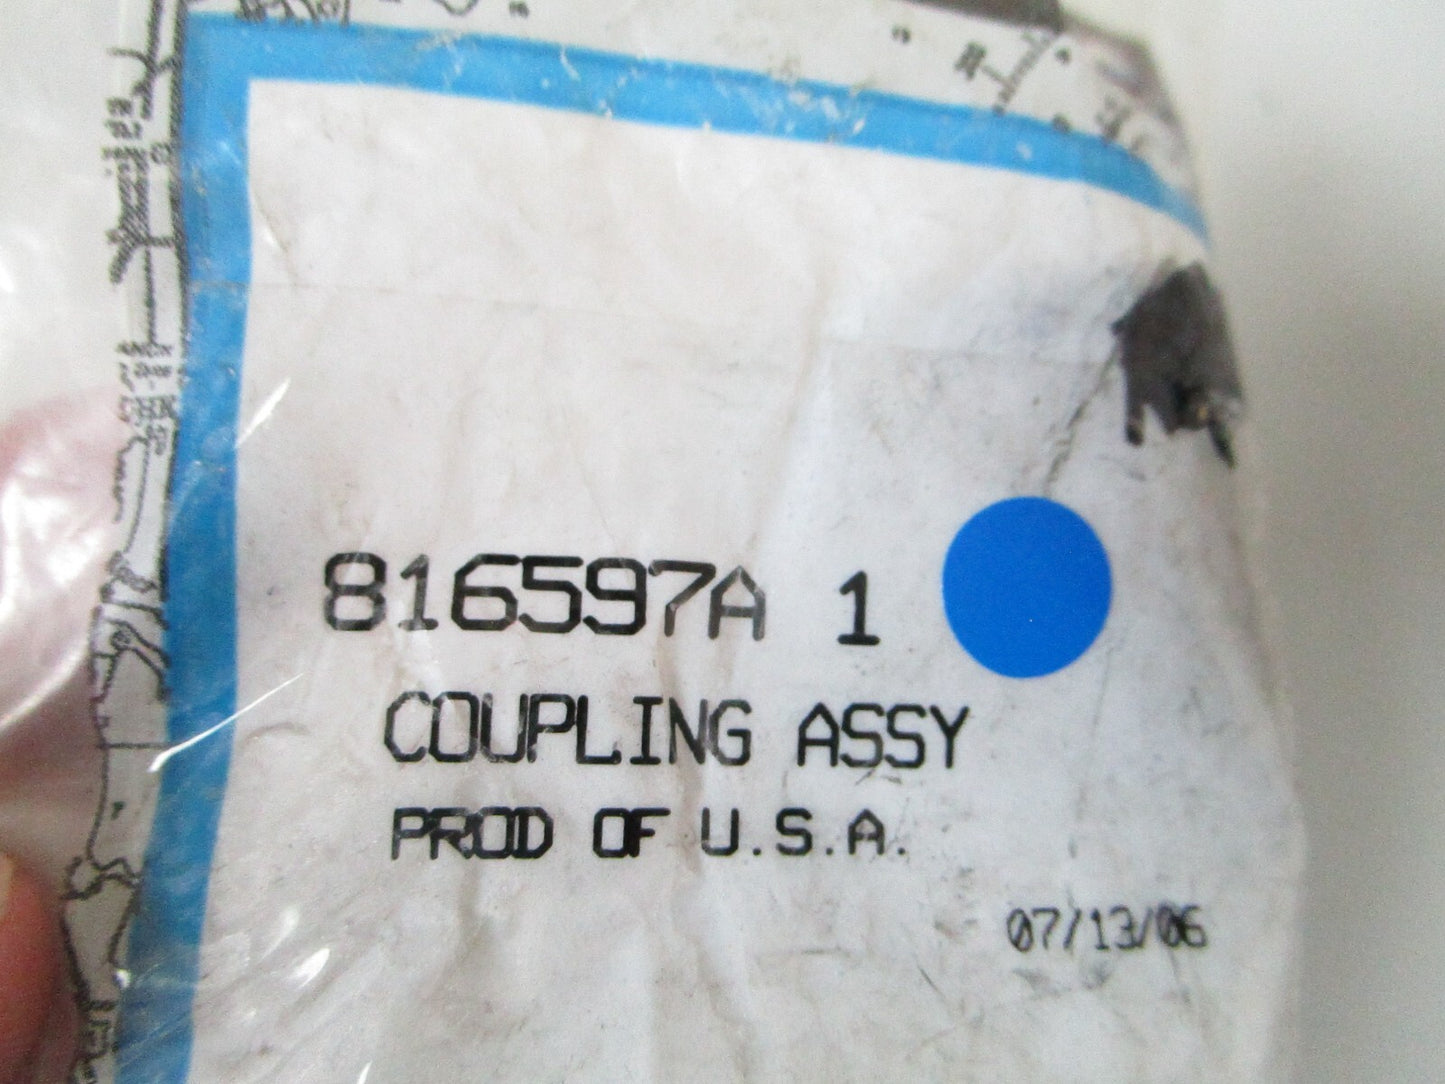 816597A 1
COUPLING ASSY
PROD OF U.S.A.
07/13/06